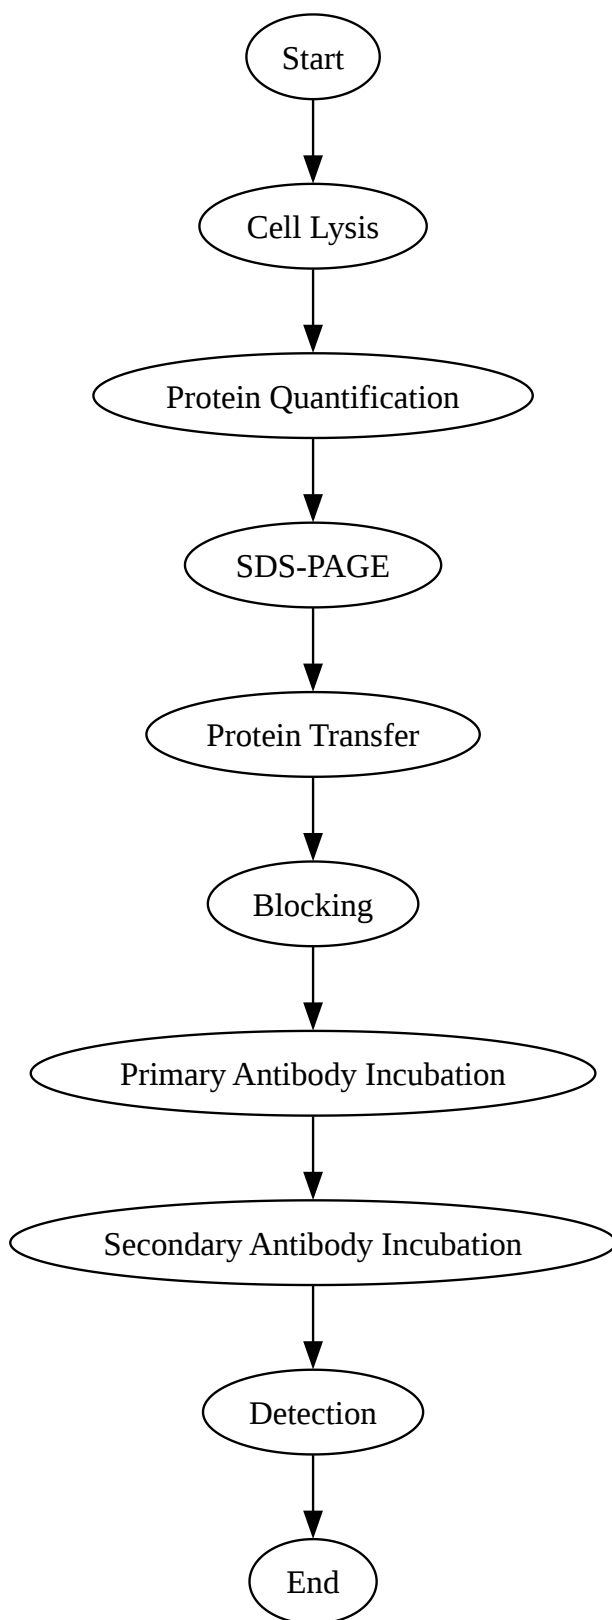 Start
Cell Lysis
Protein Quantification
SDS-PAGE
Protein Transfer
Blocking
Primary Antibody Incubation
Secondary Antibody Incubation
Detection
End